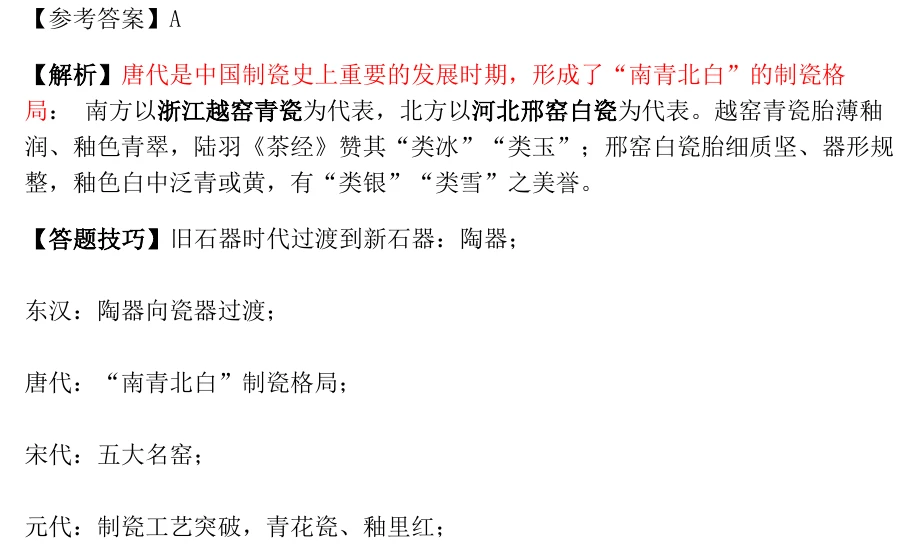 【参考答案】A
【解析】唐代是中国制瓷史上重要的发展时期，形成了“南青北白”的制瓷格
局： 南方以浙江越窑青瓷为代表，北方以河北邢窑白瓷为代表。越窑青瓷胎薄釉
润、釉色青翠，陆羽《茶经》赞其“类冰”“类玉”；邢窑白瓷胎细质坚、器形规
整，釉色白中泛青或黄，有“类银”“类雪”之美誉。
【答题技巧】旧石器时代过渡到新石器：陶器；
东汉：陶器向瓷器过渡；
唐代：“南青北白”制瓷格局；
宋代：五大名窑；
元代：制瓷工艺突破，青花瓷、釉里红；